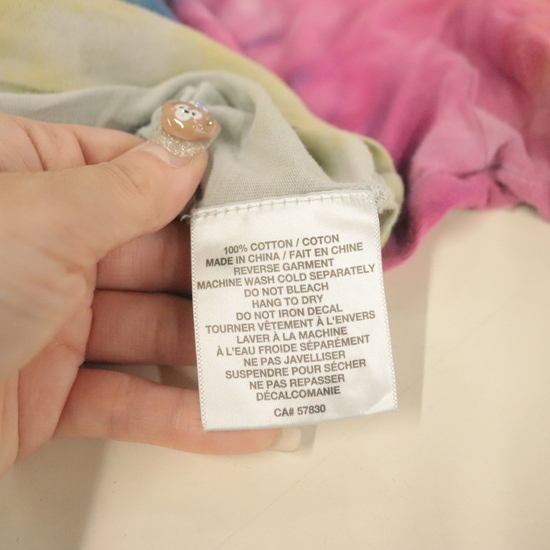 100% COTTON / COTON
MADE IN CHINA / FAIT EN CHINE
REVERSE GARMENT
MACHINE WASH COLD SEPARATELY
DO NOT BLEACH
HANG TO DRY
DO NOT IRON DECAL
TOURNER VÊTEMENT À L'ENVERS
LAVER À LA MACHINE
À L'EAU FROIDE SÉPARÉMENT
NE PAS JAVELLISER
SUSPENDRE POUR SÉCHER
NE PAS REPASSER
DÉCALCOMANIE
CA# 57830